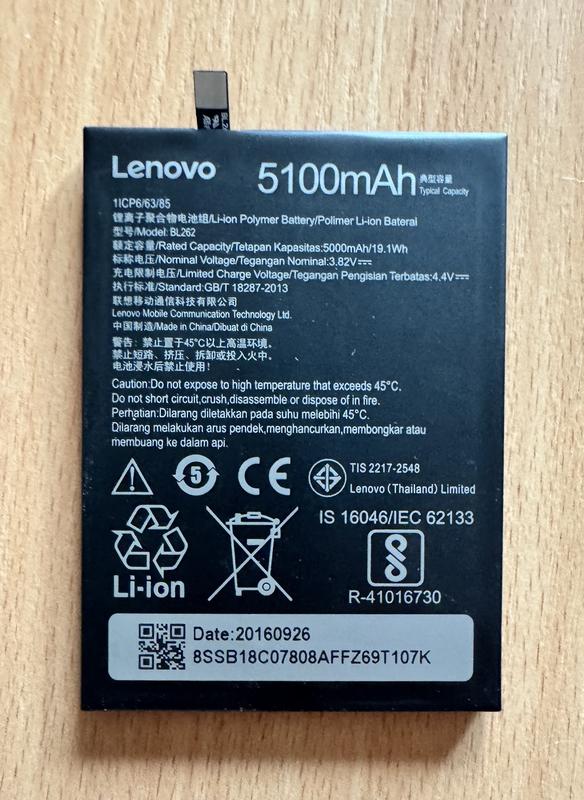 Lenovo
5100mAh 典型容量
Typical Capacity
1ICP6/63/85
锂离子聚合物电池组/Li-ion Polymer Battery/Polimer Li-ion Baterai
型号/Model: BL262
额定容量/Rated Capacity/Tetapan Kapasitas:5000mAh/19.1Wh
标称电压/Nominal Voltage/Tegangan Nominal:3.82V⎓
充电限制电压/Limited Charge Voltage/Tegangan Pengisian Terbatas:4.4V⎓
执行标准/Standard:GB/T 18287-2013
联想移动通信科技有限公司
Lenovo Mobile Communication Technology Ltd.
中国制造/Made in China/Dibuat di China
警告：禁止置于45°C以上高温环境。
禁止短路、挤压、拆卸或投入火中。
电池浸水后禁止使用！
Caution:Do not expose to high temperature that exceeds 45°C.
Do not short circuit,crush,disassemble or dispose of in fire.
Perhatian:Dilarang diletakkan pada suhu melebihi 45°C.
Dilarang melakukan arus pendek,menghancurkan,membongkar atau
membuang ke dalam api.
5
CE
TIS 2217-2548
Lenovo (Thailand) Limited
Li-ion
IS 16046/IEC 62133
R-41016730
Date:20160926
8SSB18C07808AFFZ69T107K